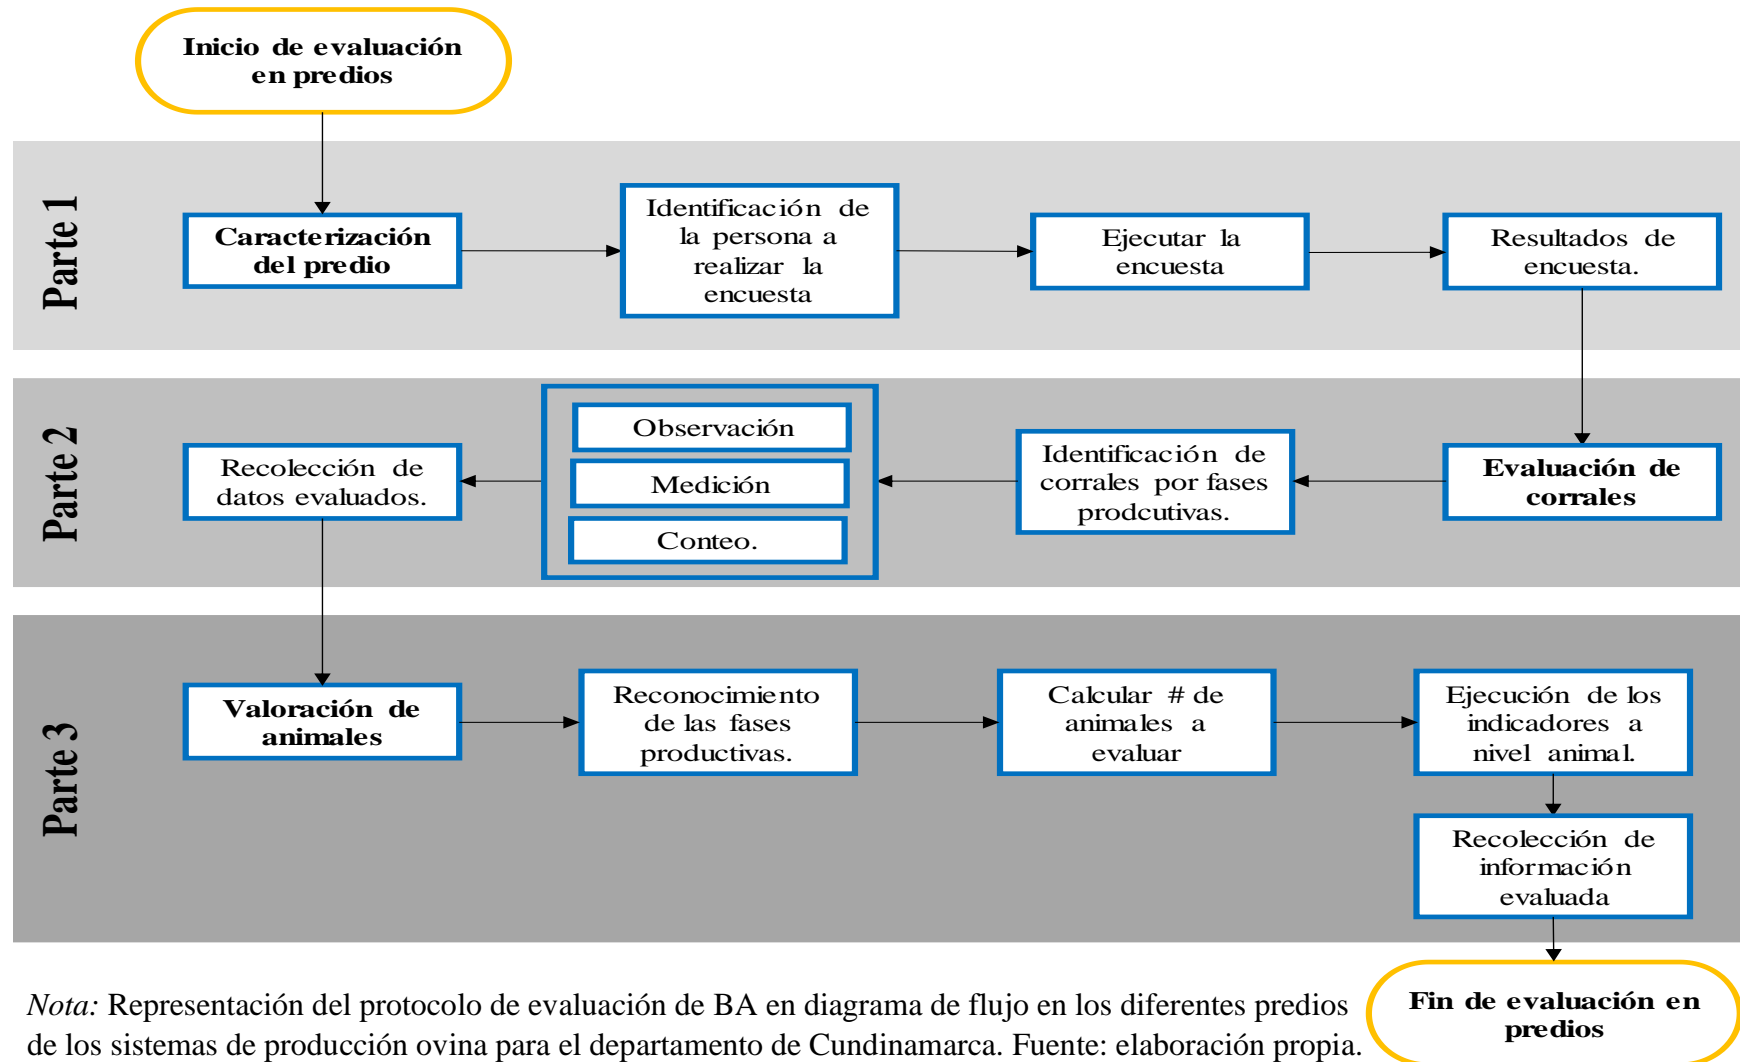 Inicio de evaluación
en predios
Parte 1
Caracterización
del predio
Identificación de
la persona a
realizar la
encuesta
Ejecutar la
encuesta
Resultados de
encuesta.
Parte 2
Evaluación de
corrales
Identificación de
corrales por fases
prodcutivas.
Observación
Medición
Conteo.
Recolección de
datos evaluados.
Parte 3
Valoración de
animales
Reconocimiento
de las fases
productivas.
Calcular # de
animales a
evaluar
Ejecución de los
indicadores a
nivel animal.
Recolección de
información
evaluada
Fin de evaluación en
predios
Nota: Representación del protocolo de evaluación de BA en diagrama de flujo en los diferentes predios
de los sistemas de producción ovina para el departamento de Cundinamarca. Fuente: elaboración propia.